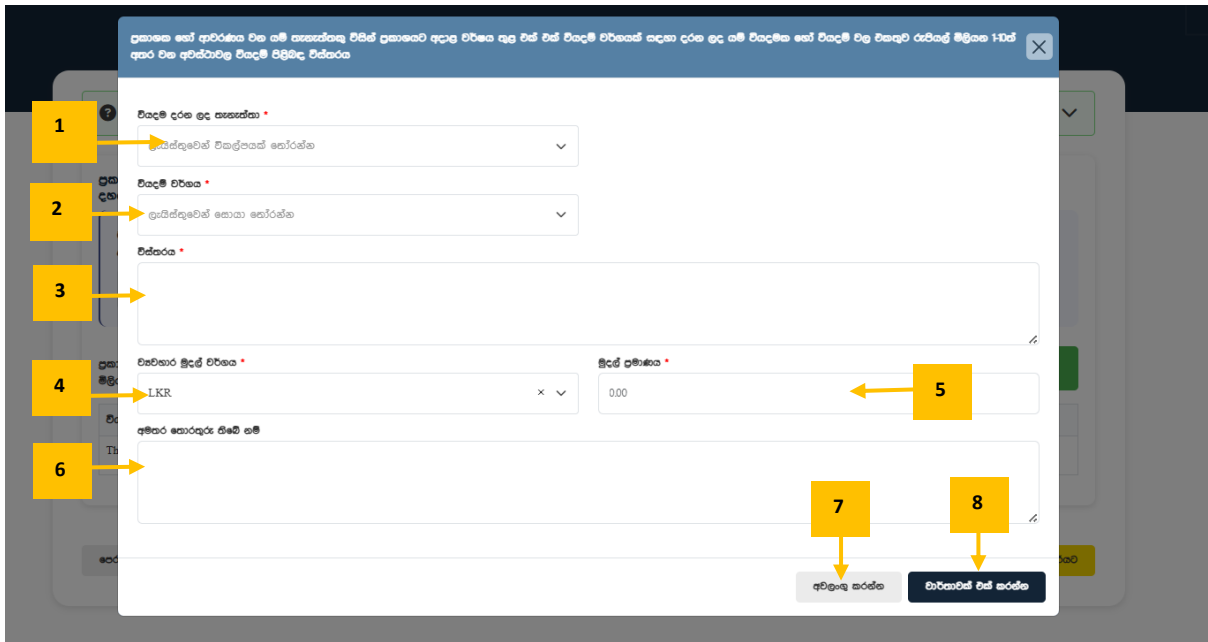 ප්‍රකාශක හෝ ආවරණය වන යම් තැනැත්තකු විසින් ප්‍රකාශයට අදාළ වර්ෂය තුළ එක් එක් වියදම් වර්ගයක් සඳහා දරන ලද යම් වියදමක හෝ වියදම් වල එකතුව රුපියල් මිලියන 1-10ත්
අතර වන අවස්ථාවල වියදම් පිළිබඳ විස්තරය
1
වියදම දරන ලද තැනැත්තා *
ලැයිස්තුවෙන් විකල්පයක් තෝරන්න
2
වියදම් වර්ගය *
ලැයිස්තුවෙන් සොයා තෝරන්න
විස්තරය *
3
ව්‍යවහාර මුදල් වර්ගය *
මුදල් ප්‍රමාණය *
4
LKR
0.00
5
අමතර තොරතුරු තිබේ නම්
Th
6
7
8
අවලංගු කරන්න
වාර්තාවක් එක් කරන්න